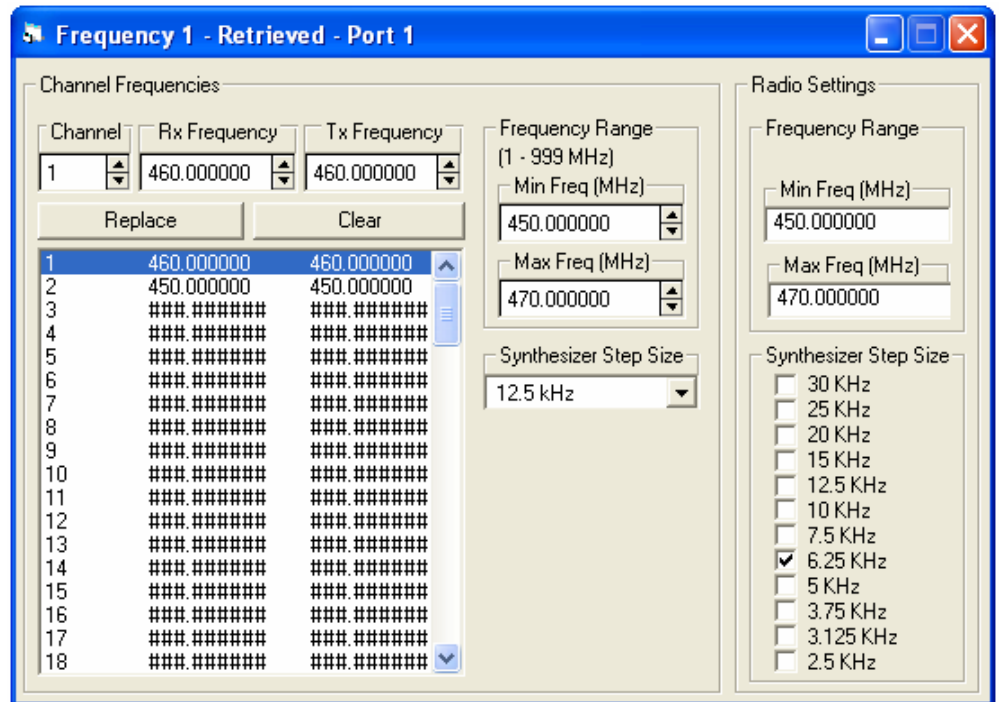 Frequency 1 - Retrieved - Port 1
Channel Frequencies
Channel Rx Frequency Tx Frequency
1 460.000000 460.000000
Replace Clear
1 460.000000 460.000000
2 450.000000 450.000000
3 ###.###### ###.######
4 ###.###### ###.######
5 ###.###### ###.######
6 ###.###### ###.######
7 ###.###### ###.######
8 ###.###### ###.######
9 ###.###### ###.######
10 ###.###### ###.######
11 ###.###### ###.######
12 ###.###### ###.######
13 ###.###### ###.######
14 ###.###### ###.######
15 ###.###### ###.######
16 ###.###### ###.######
17 ###.###### ###.######
18 ###.###### ###.######
Frequency Range
(1 - 999 MHz)
Min Freq (MHz)
450.000000
Max Freq (MHz)
470.000000
Synthesizer Step Size
12.5 kHz
Radio Settings
Frequency Range
Min Freq (MHz)
450.000000
Max Freq (MHz)
470.000000
Synthesizer Step Size
30 KHz
25 KHz
20 KHz
15 KHz
12.5 KHz
10 KHz
7.5 KHz
6.25 KHz
5 KHz
3.75 KHz
3.125 KHz
2.5 KHz